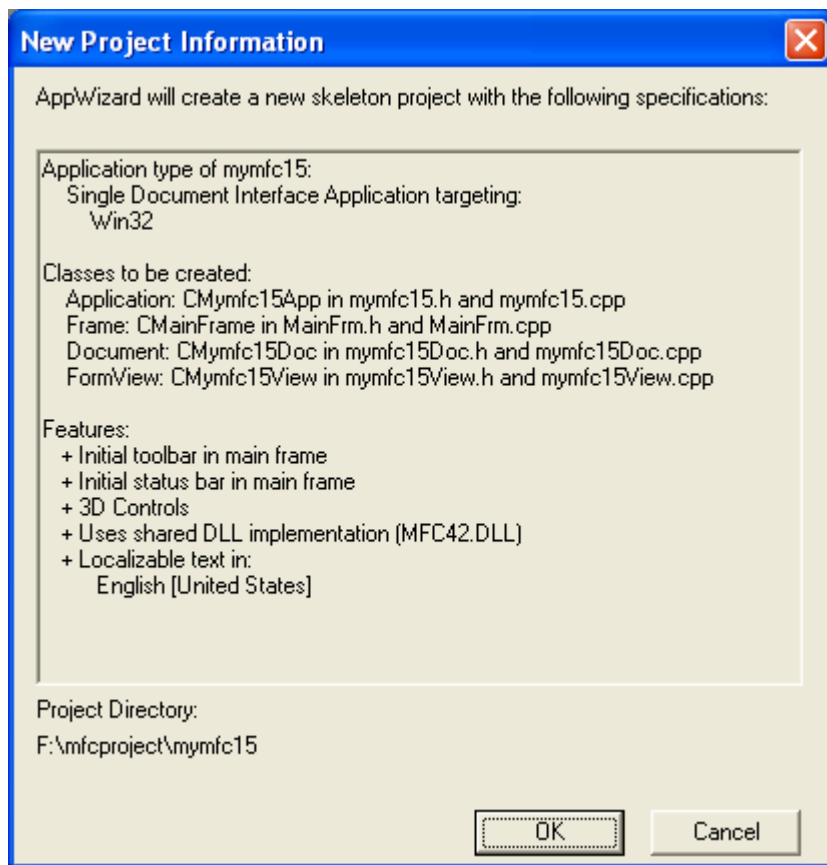 New Project Information
AppWizard will create a new skeleton project with the following specifications:
Application type of mymfc15:
Single Document Interface Application targeting:
Win32
Classes to be created:
Application: CMymfc15App in mymfc15.h and mymfc15.cpp
Frame: CMainFrame in MainFrm.h and MainFrm.cpp
Document: CMymfc15Doc in mymfc15Doc.h and mymfc15Doc.cpp
FormView: CMymfc15View in mymfc15View.h and mymfc15View.cpp
Features:
+ Initial toolbar in main frame
+ Initial status bar in main frame
+ 3D Controls
+ Uses shared DLL implementation (MFC42.DLL)
+ Localizable text in:
English [United States]
Project Directory:
F:\mfcproject\mymfc15
OK Cancel